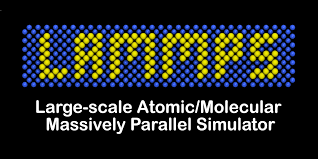 LAMMPS
Large-scale Atomic/Molecular
Massively Parallel Simulator